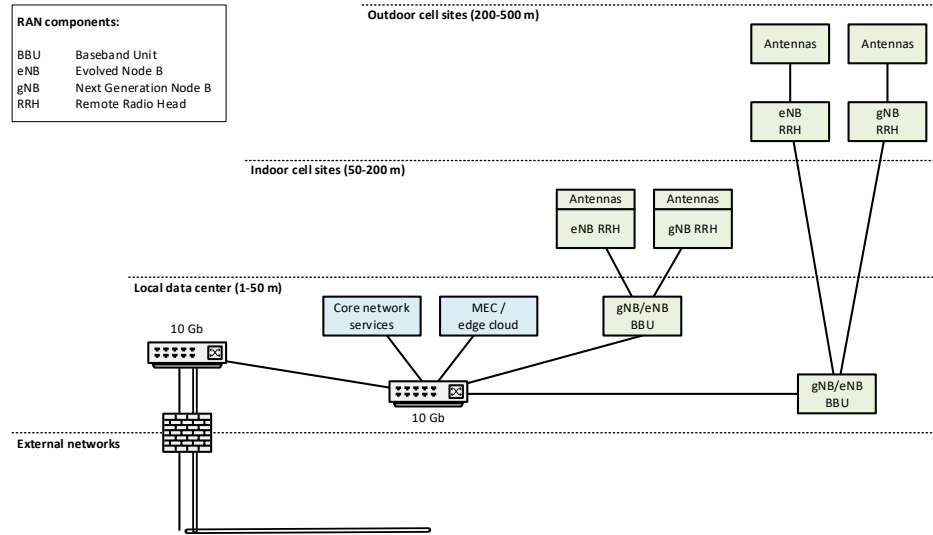 RAN components:
BBU Baseband Unit
eNB Evolved Node B
gNB Next Generation Node B
RRH Remote Radio Head
Outdoor cell sites (200-500 m)
Antennas
Antennas
eNB
RRH
gNB
RRH
Indoor cell sites (50-200 m)
Antennas
eNB RRH
Antennas
gNB RRH
Local data center (1-50 m)
Core network
services
MEC /
edge cloud
gNB/eNB
BBU
10 Gb
gNB/eNB
BBU
10 Gb
External networks